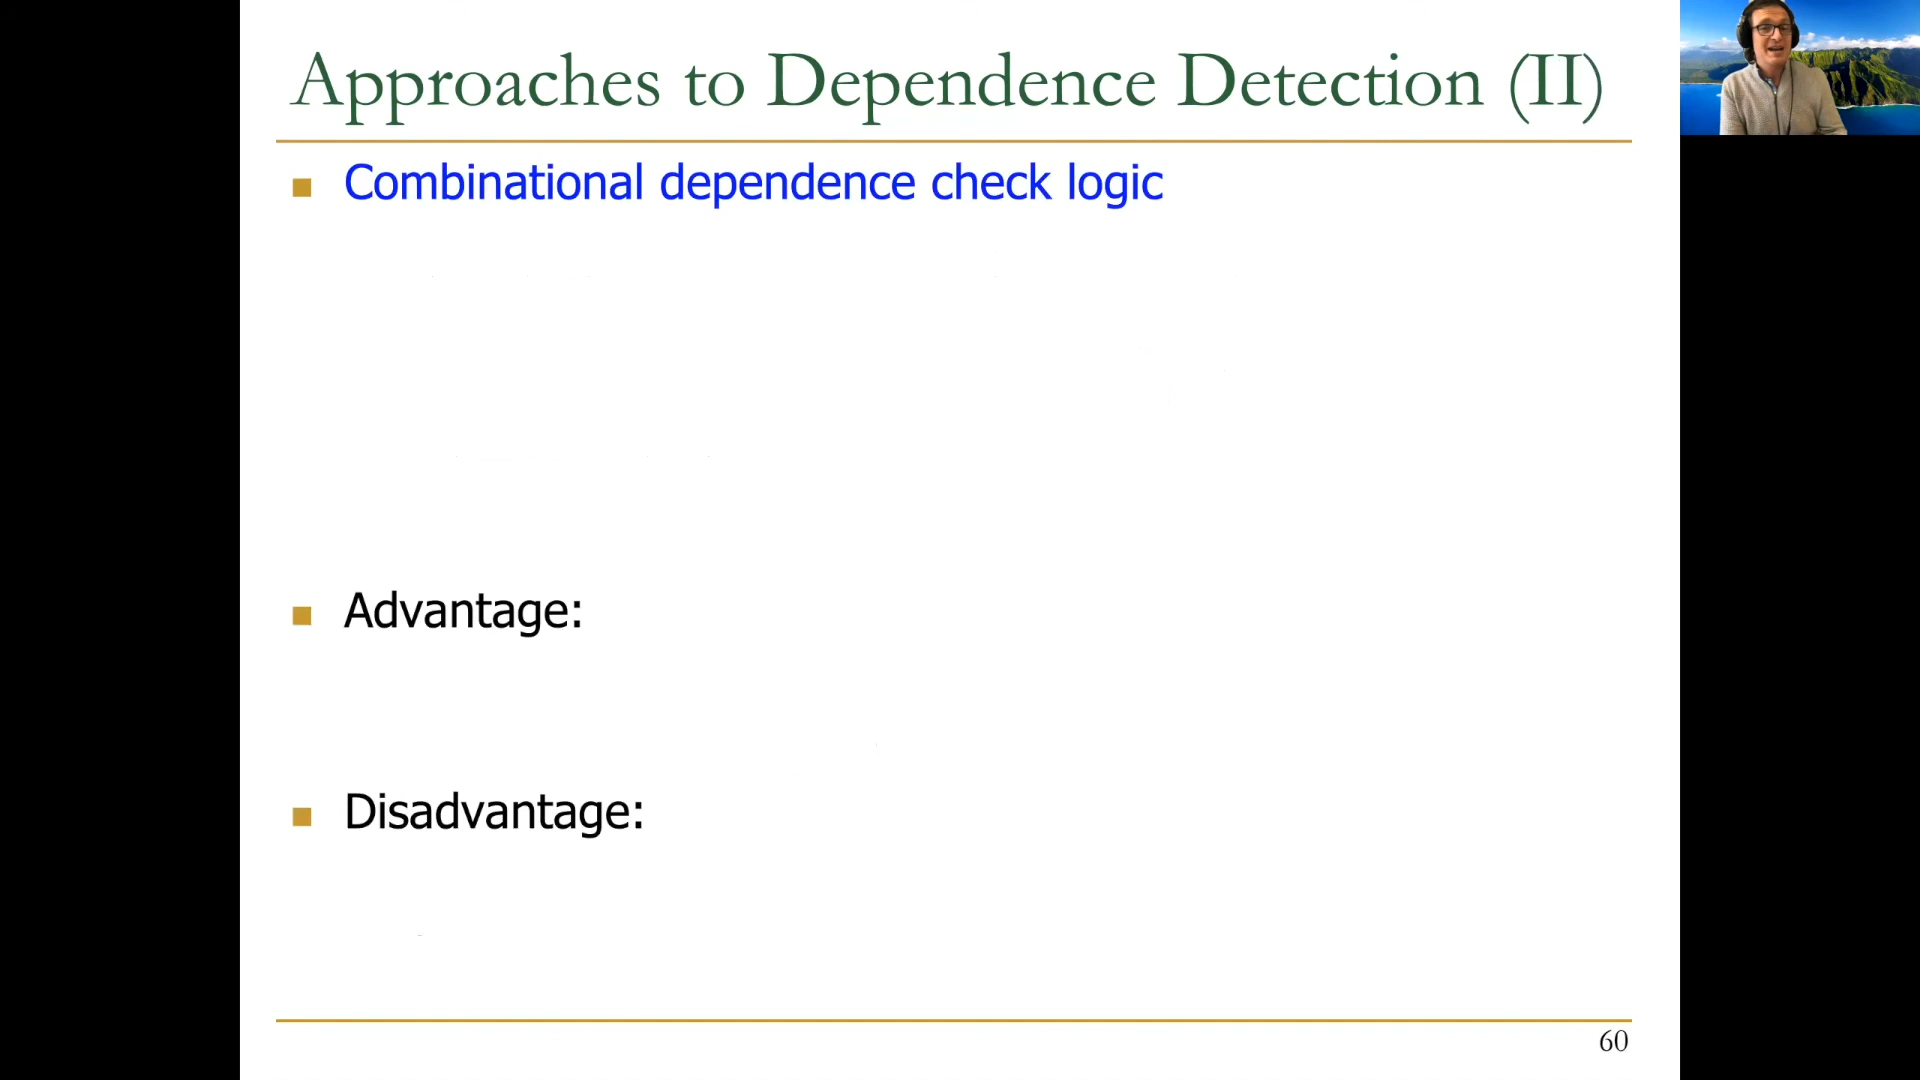 Approaches to Dependence Detection (II)
Combinational dependence check logic
Advantage:
Disadvantage:
60